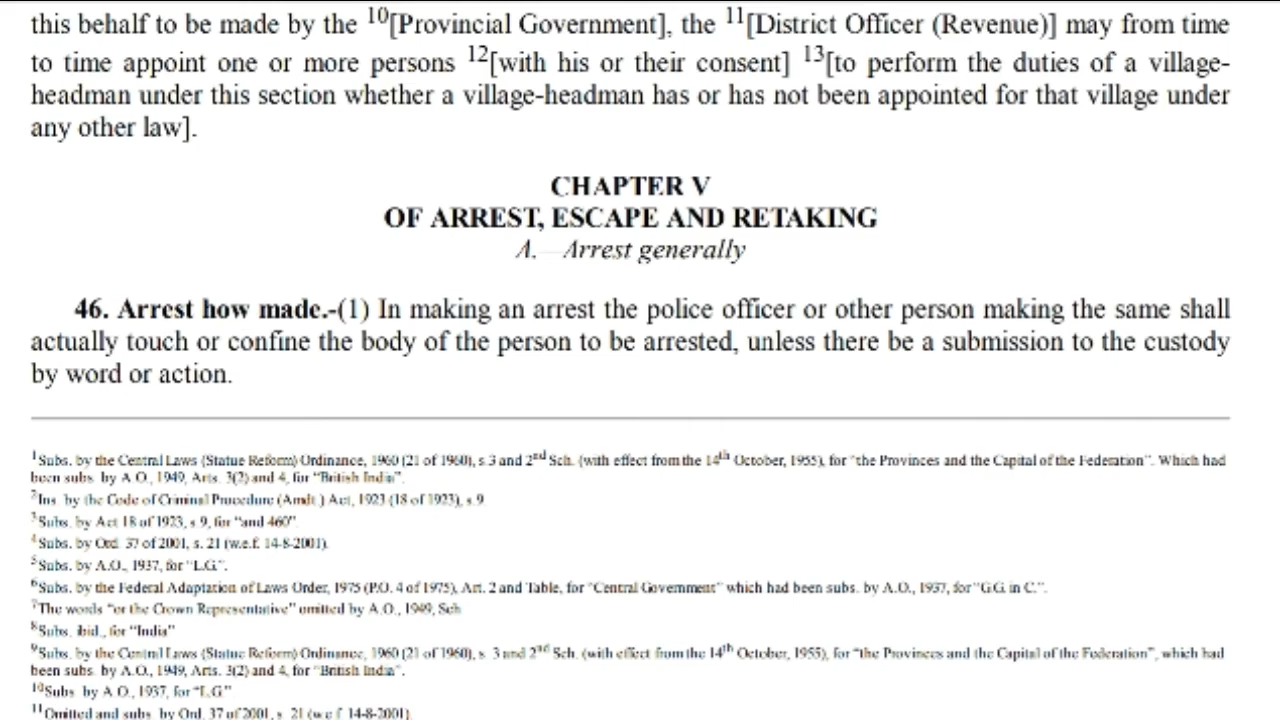 this behalf to be made by the 10[Provincial Government], the 11[District Officer (Revenue)] may from time
to time appoint one or more persons 12[with his or their consent] 13[to perform the duties of a village-
headman under this section whether a village-headman has or has not been appointed for that village under
any other law].
CHAPTER V
OF ARREST, ESCAPE AND RETAKING
A. Arrest generally
46. Arrest how made.-(1) In making an arrest the police officer or other person making the same shall
actually touch or confine the body of the person to be arrested, unless there be a submission to the custody
by word or action.
1Subs. by the Central Laws (Statue Reform) Ordinance, 1960 (21 of 1960), s.3 and 2nd Sch. (with effect from the 14th October, 1955), for "the Provinces and the Capital of the Federation". Which had
been subs. by A.O., 1949, Arts. 3(2) and 4, for "British India".
2Ins. by the Code of Criminal Procedure (Amdt.) Act, 1923 (18 of 1923), s.9.
3Subs. by Act 18 of 1923, s.9, for "and 460".
4Subs. by Ord. 37 of 2001, s. 21 (w.e.f. 14-8-2001).
5Subs. by A.O., 1937, for "L.G.".
6Subs. by the Federal Adaptation of Laws Order, 1975 (P.O. 4 of 1975), Art. 2 and Table, for "Central Government" which had been subs. by A.O., 1937, for "G.G. in C.".
7The words "or the Crown Representative" omitted by A.O., 1949, Sch.
8Subs. ibid., for "India"
9Subs. by the Central Laws (Statue Reform) Ordinance, 1960 (21 of 1960), s. 3 and 2nd Sch. (with effect from the 14th October, 1955), for "the Provinces and the Capital of the Federation", which had
been subs. by A.O., 1949, Arts. 3(2) and 4, for "British India".
10Subs. by A.O., 1937, for "L.G."
11Omitted and subs. by Ord. 37 of 2001, s. 21 (w.e.f. 14-8-2001).